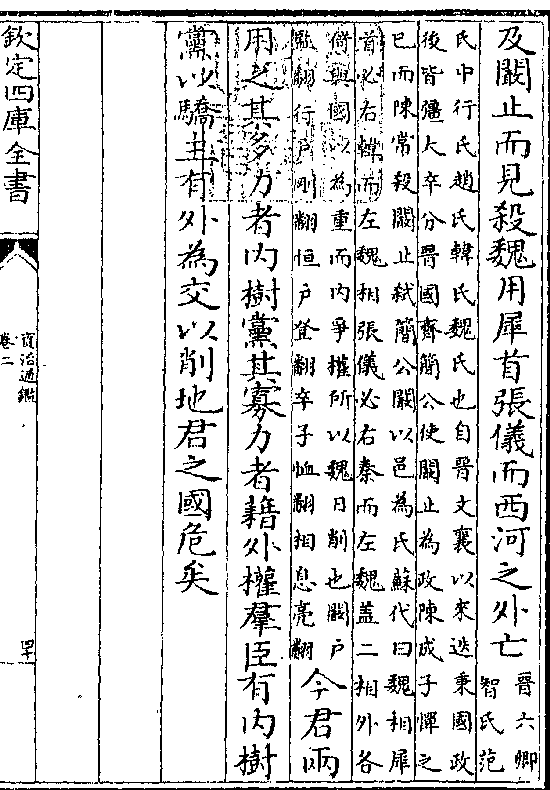 及闞止而見殺魏用犀首張儀而西河之外亡晉六卿
智氏范
氏中行氏趙氏韓氏魏氏也自晉文襄以來迭秉國政
後皆彊大卒分晉國齊簡公使闞止為政陳成子憚之
已而陳常殺闞止弒簡公闞以邑為氏蘇代曰魏相犀
首必右韓而左魏相張儀必右秦而左魏蓋二相外各
倚與國以為重而內爭權所以魏日削也闞戶
監翻行戶剛翻恒戶登翻卒子恤翻相息亮翻
今君兩
用之其多力者內樹黨其寡力者藉外權羣臣有內樹
黨以驕主有外為交以削地君之國危矣
欽定四庫全書
資治通鑑
卷二